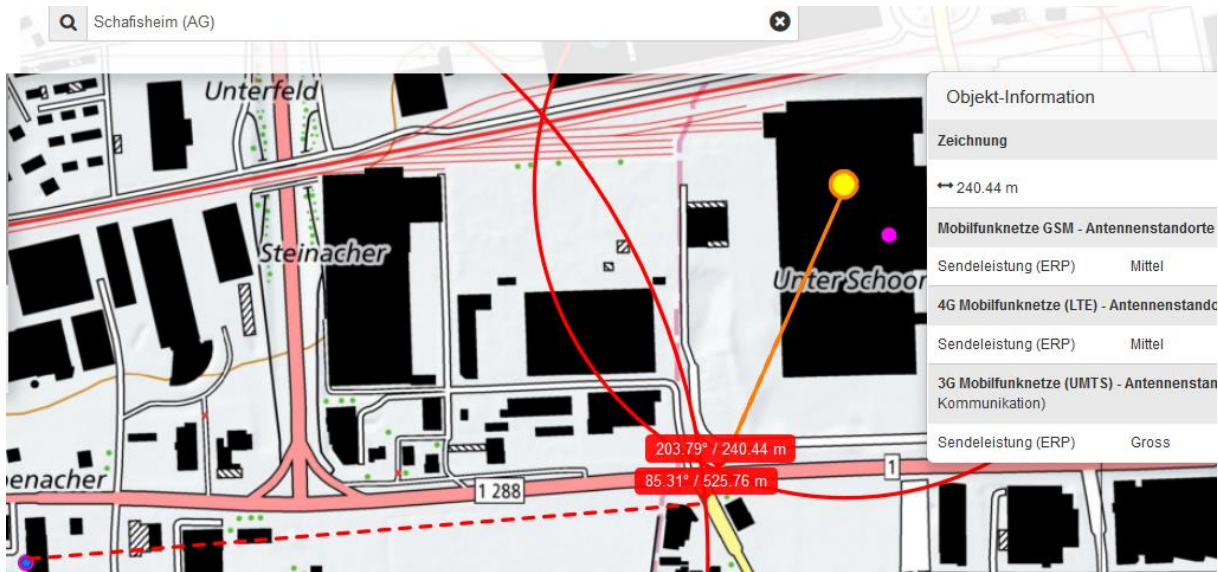 Schafisheim (AG)
Unterfeld
Objekt-Information
Zeichnung
240.44 m
Mobilfunknetze GSM - Antennenstandorte
Steinacher
Sendeleistung (ERP) Mittel
Unter Schoor
4G Mobilfunknetze (LTE) - Antennenstando
Sendeleistung (ERP) Mittel
3G Mobilfunknetze (UMTS) - Antennenstan
Kommunikation)
Sendeleistung (ERP) Gross
203.79° / 240.44 m
1
85.31° / 525.76 m
enacher
1 288